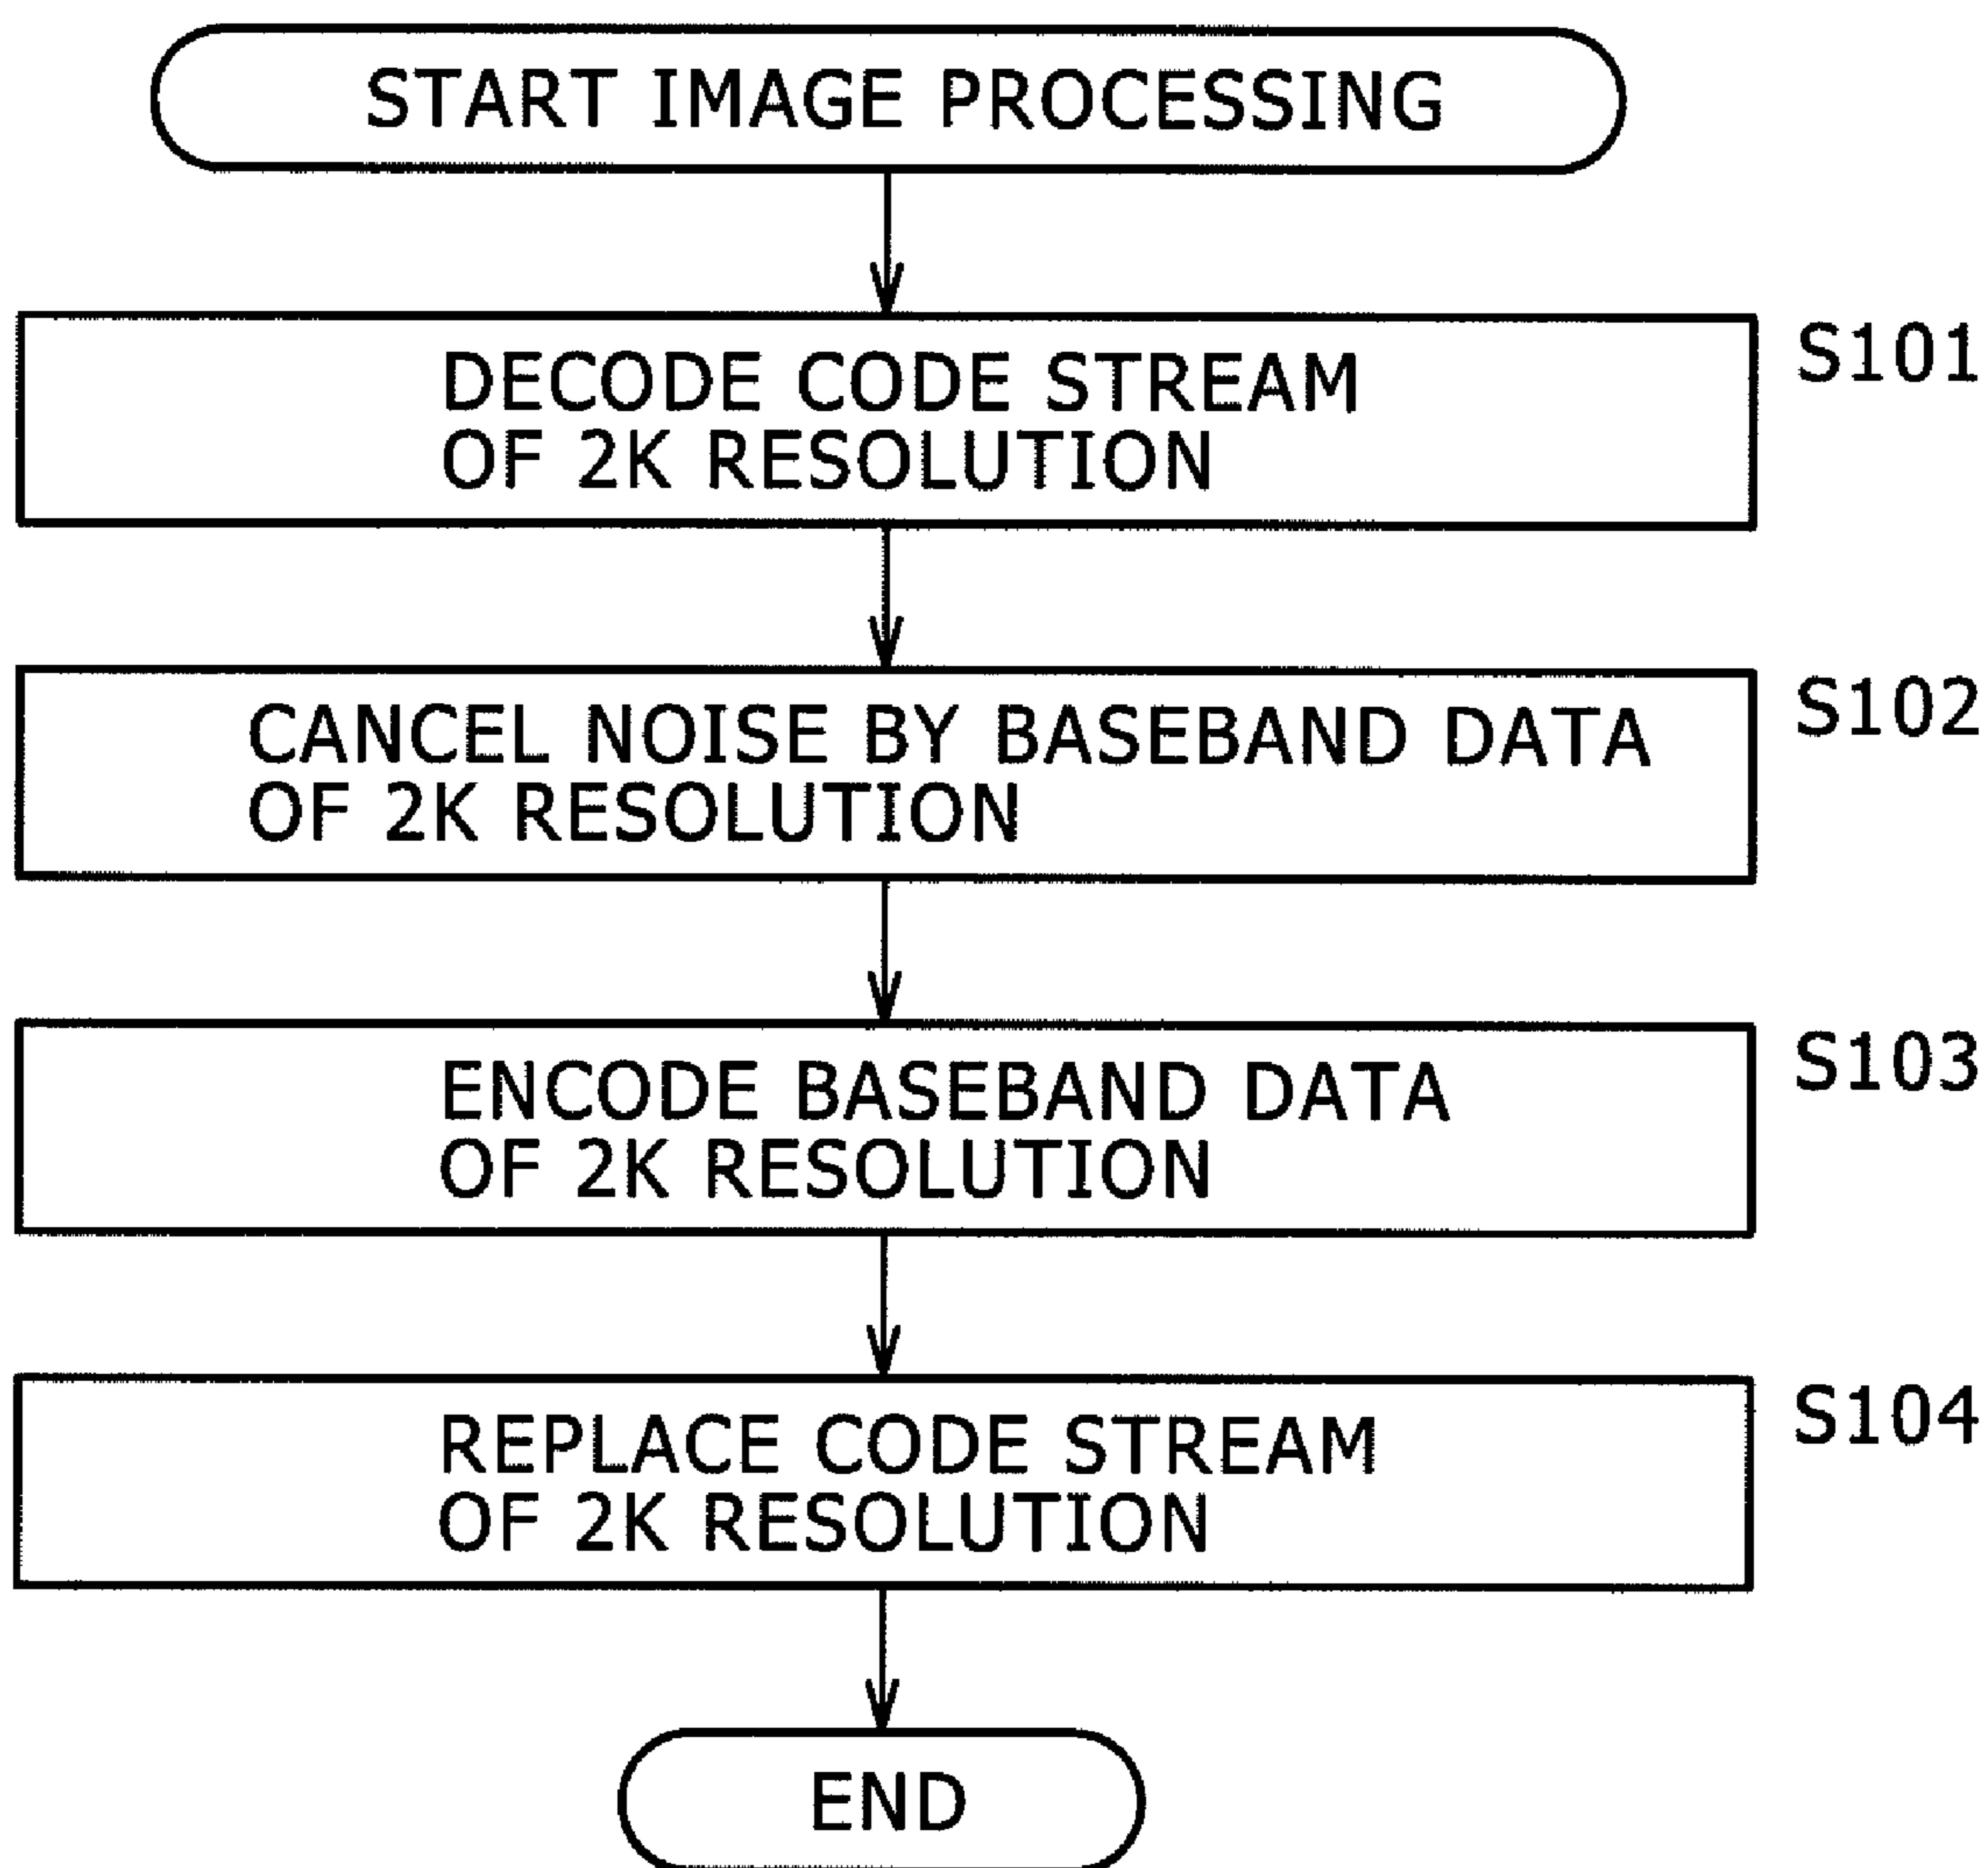 START IMAGE PROCESSING
S101
DECODE CODE STREAM
OF 2K RESOLUTION
S102
CANCEL NOISE BY BASEBAND DATA
OF 2K RESOLUTION
S103
ENCODE BASEBAND DATA
OF 2K RESOLUTION
S104
REPLACE CODE STREAM
OF 2K RESOLUTION
END